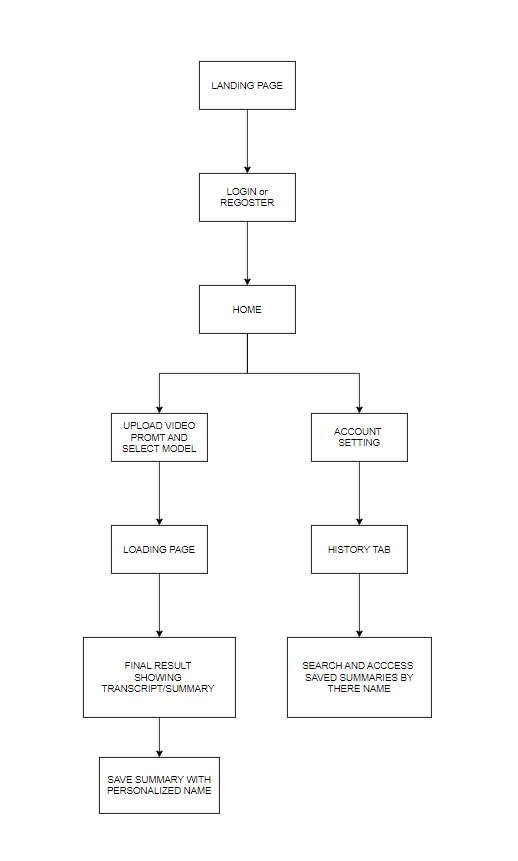 LANDING PAGE
LOGIN or
REGOSTER
HOME
UPLOAD VIDEO
PROMT AND
SELECT MODEL
ACCOUNT
SETTING
LOADING PAGE
HISTORY TAB
FINAL RESULT
SHOWING
TRANSCRIPT/SUMMARY
SEARCH AND ACCCESS
SAVED SUMMARIES BY
THERE NAME
SAVE SUMMARY WITH
PERSONALIZED NAME